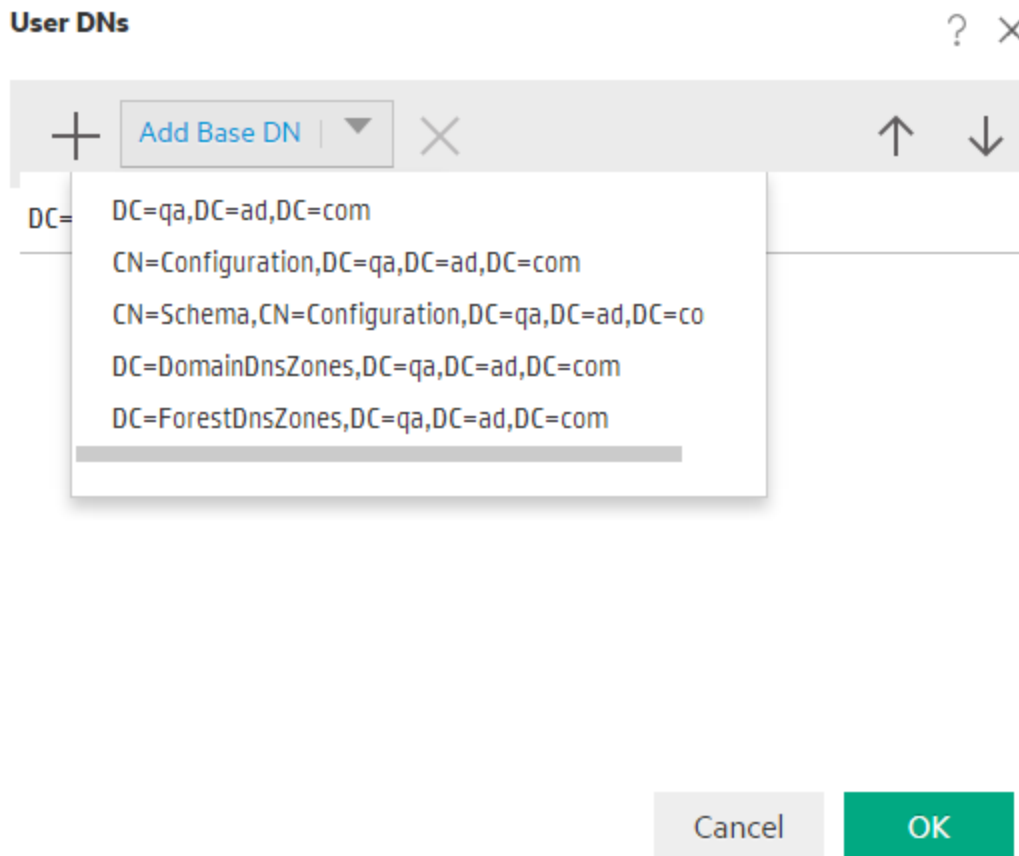 User DNs
?
Add Base DN
DC=
DC=qa,DC=ad,DC=com
CN=Configuration,DC=qa,DC=ad,DC=com
CN=Schema,CN=Configuration,DC=qa,DC=ad,DC=co
DC=DomainDnsZones,DC=qa,DC=ad,DC=com
DC=ForestDnsZones,DC=qa,DC=ad,DC=com
Cancel
OK